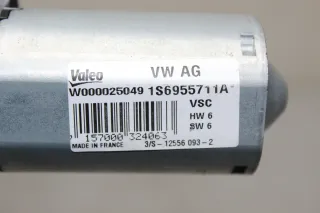 Valeo VW AG
W000025049 1S6955711A
VSC
HW 6
SW 6
157000 324063
MADE IN FRANCE 3/S - 12556 093 - 2